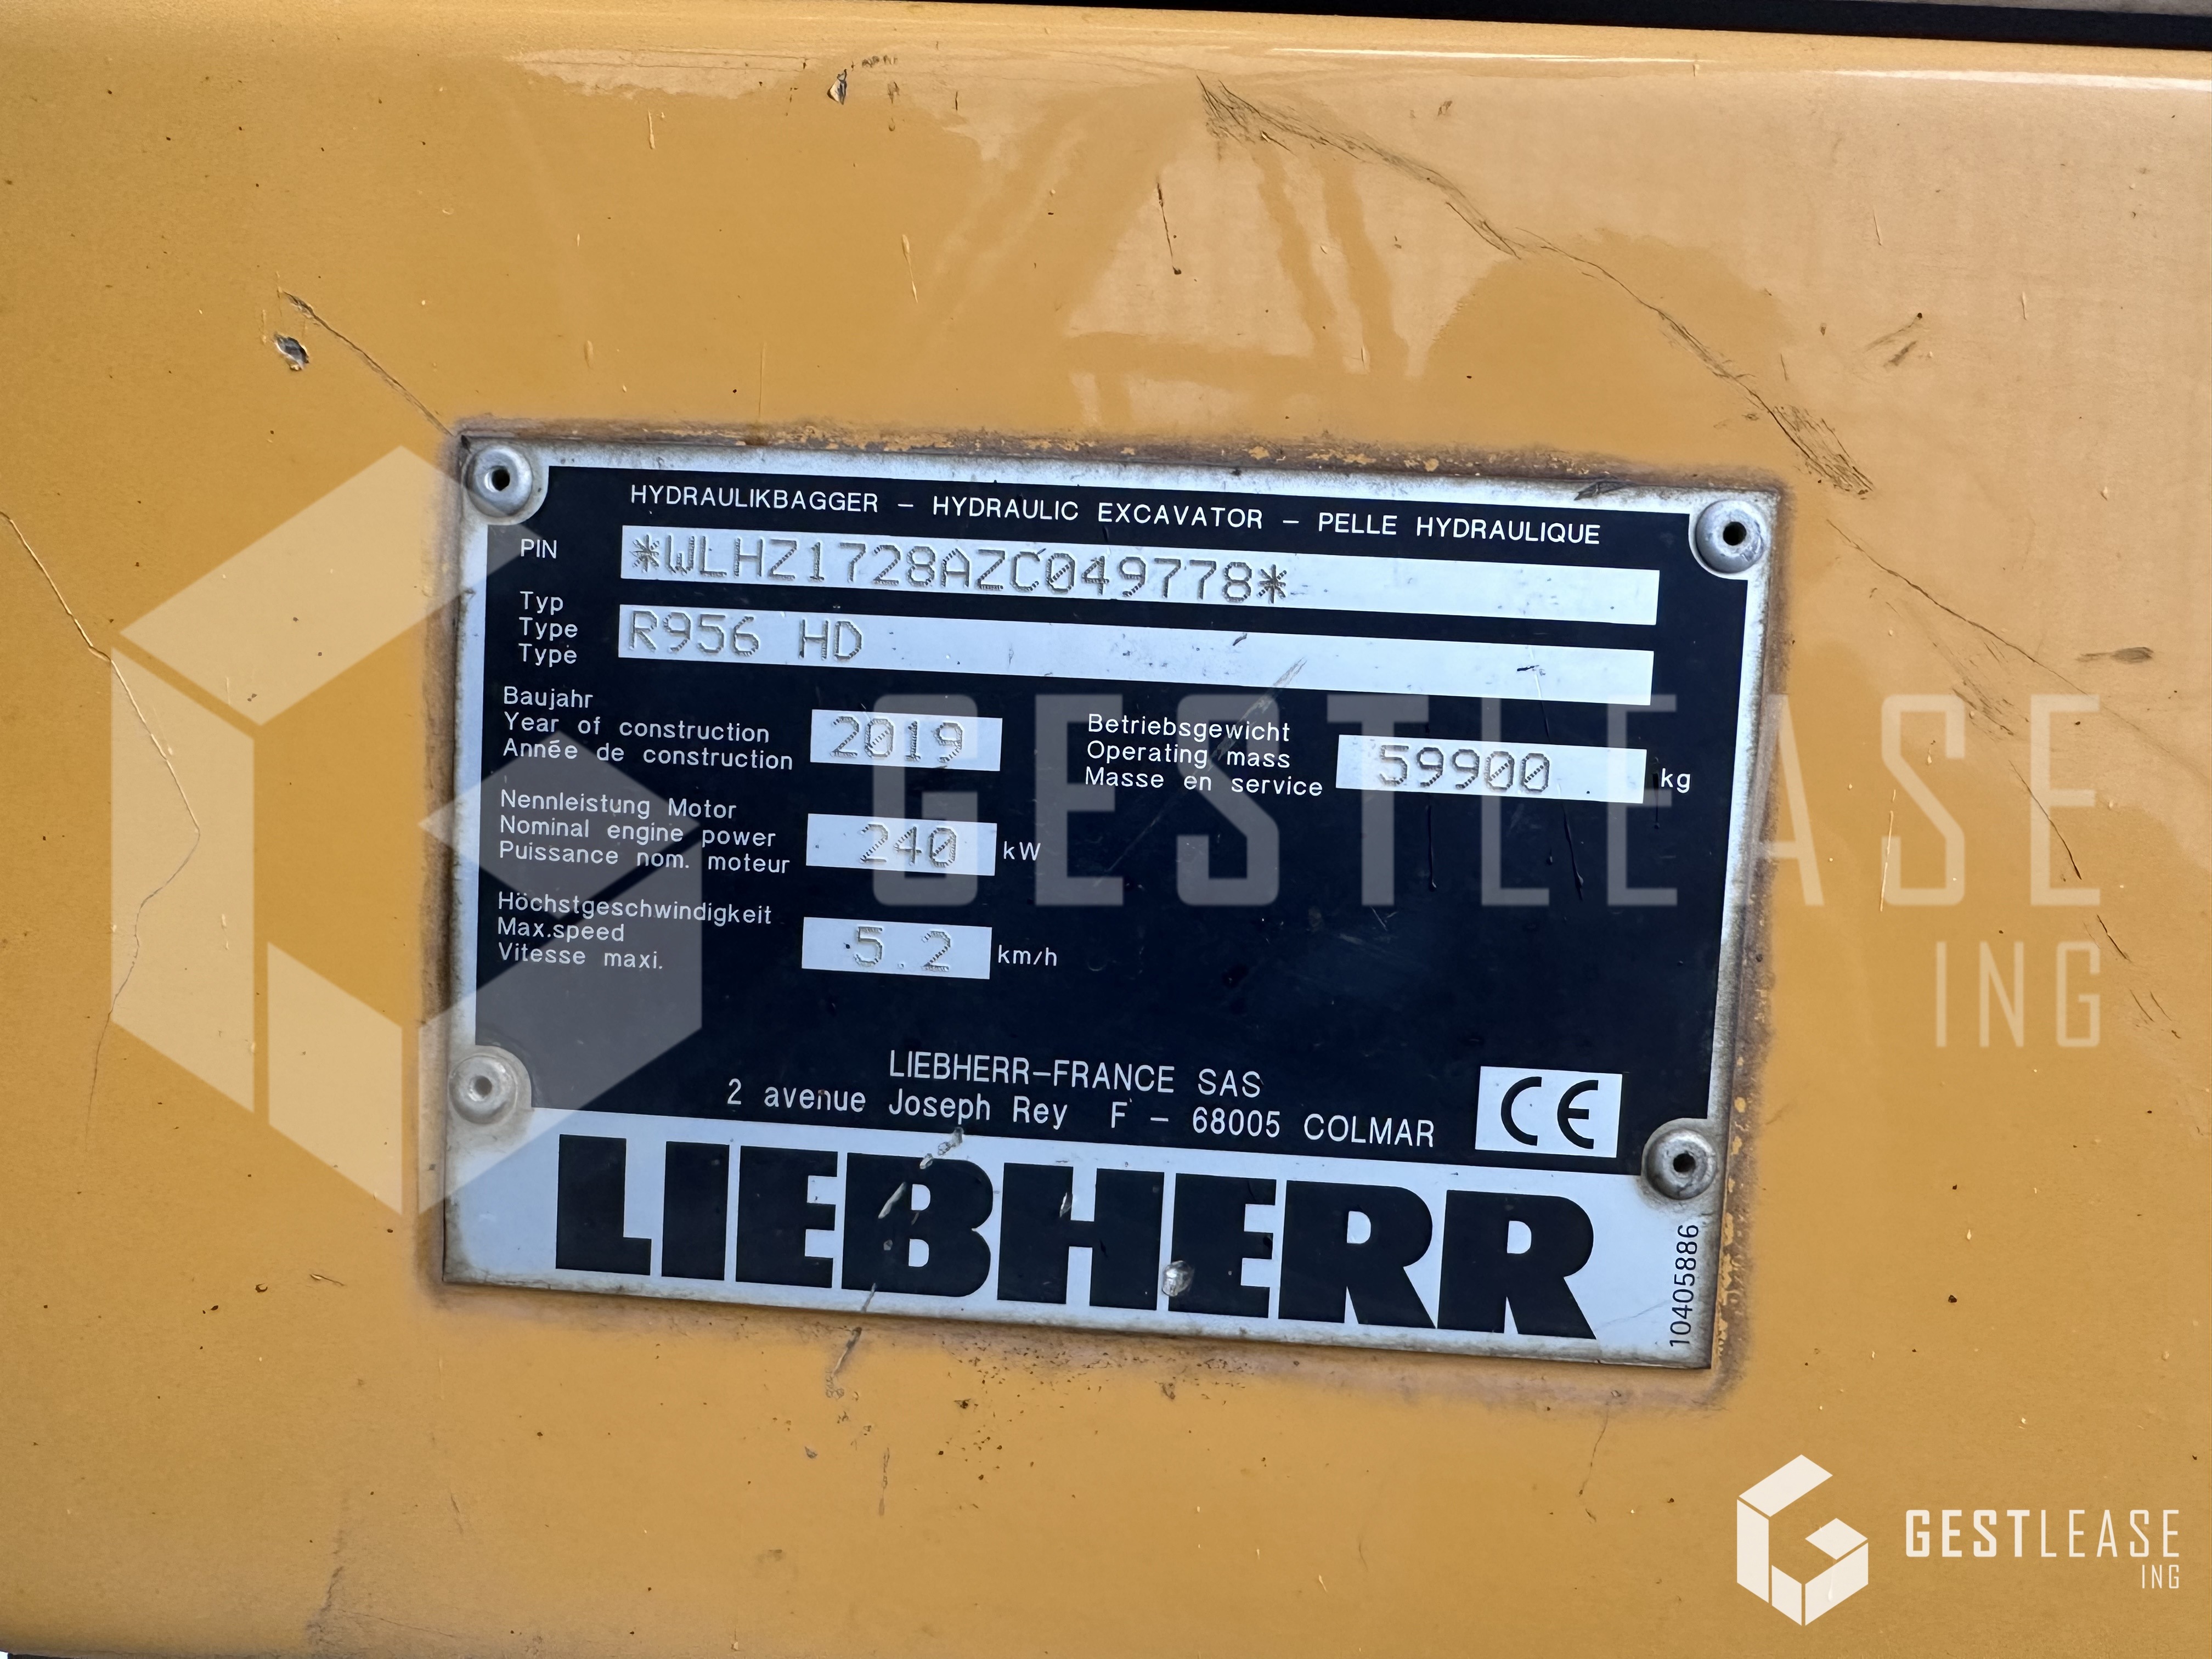 HYDRAULIKBAGGER – HYDRAULIC EXCAVATOR – PELLE HYDRAULIQUE
PIN *WLHZ1728AZC049778*
Typ
Type R956 HD
Type
Baujahr
Year of construction 2019
Année de construction
Betriebsgewicht
Operating mass 59900 kg
Masse en service
Nennleistung Motor
Nominal engine power 240 kW
Puissance nom. moteur
Höchstgeschwindigkeit
Max.speed 5.2 km/h
Vitesse maxi.
LIEBHERR–FRANCE SAS
2 avenue Joseph Rey F – 68005 COLMAR
CE
LIEBHERR
10405886
GESTLEASE
ING
GESTLEASE
ING